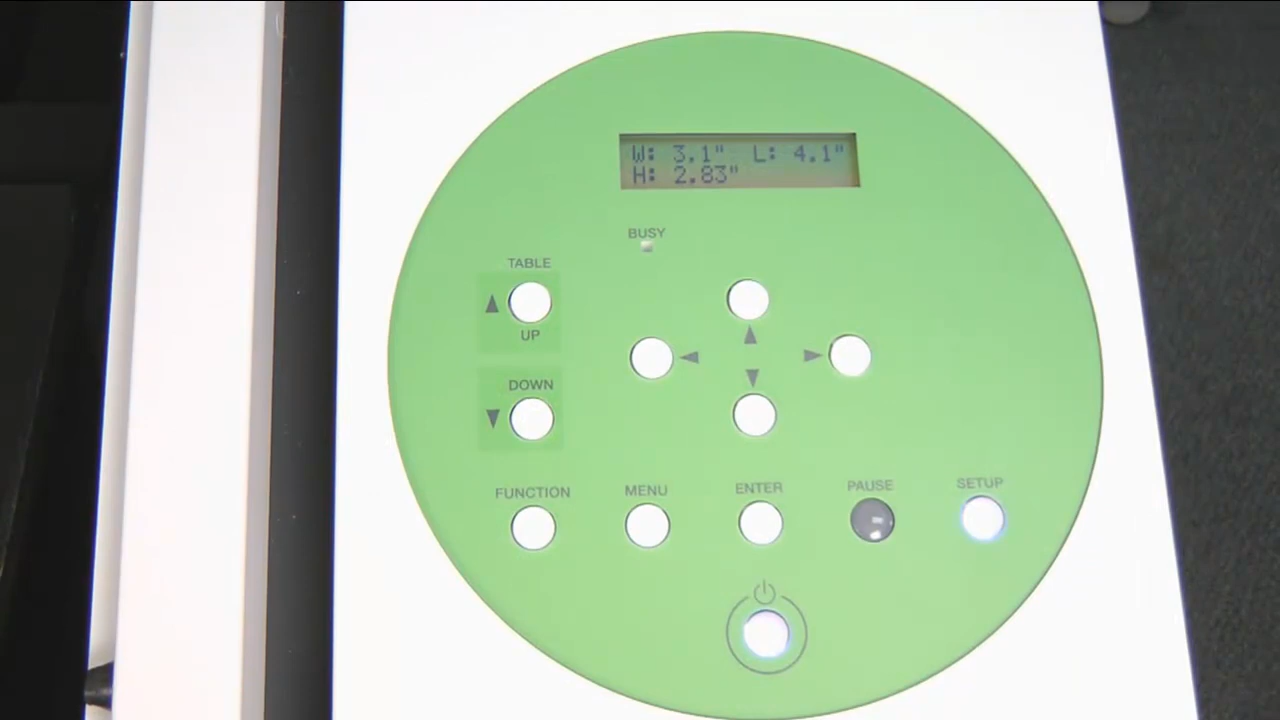 W: 3.1" L: 4.1"
H: 2.83"
BUSY
TABLE
UP
DOWN
FUNCTION MENU ENTER PAUSE SETUP